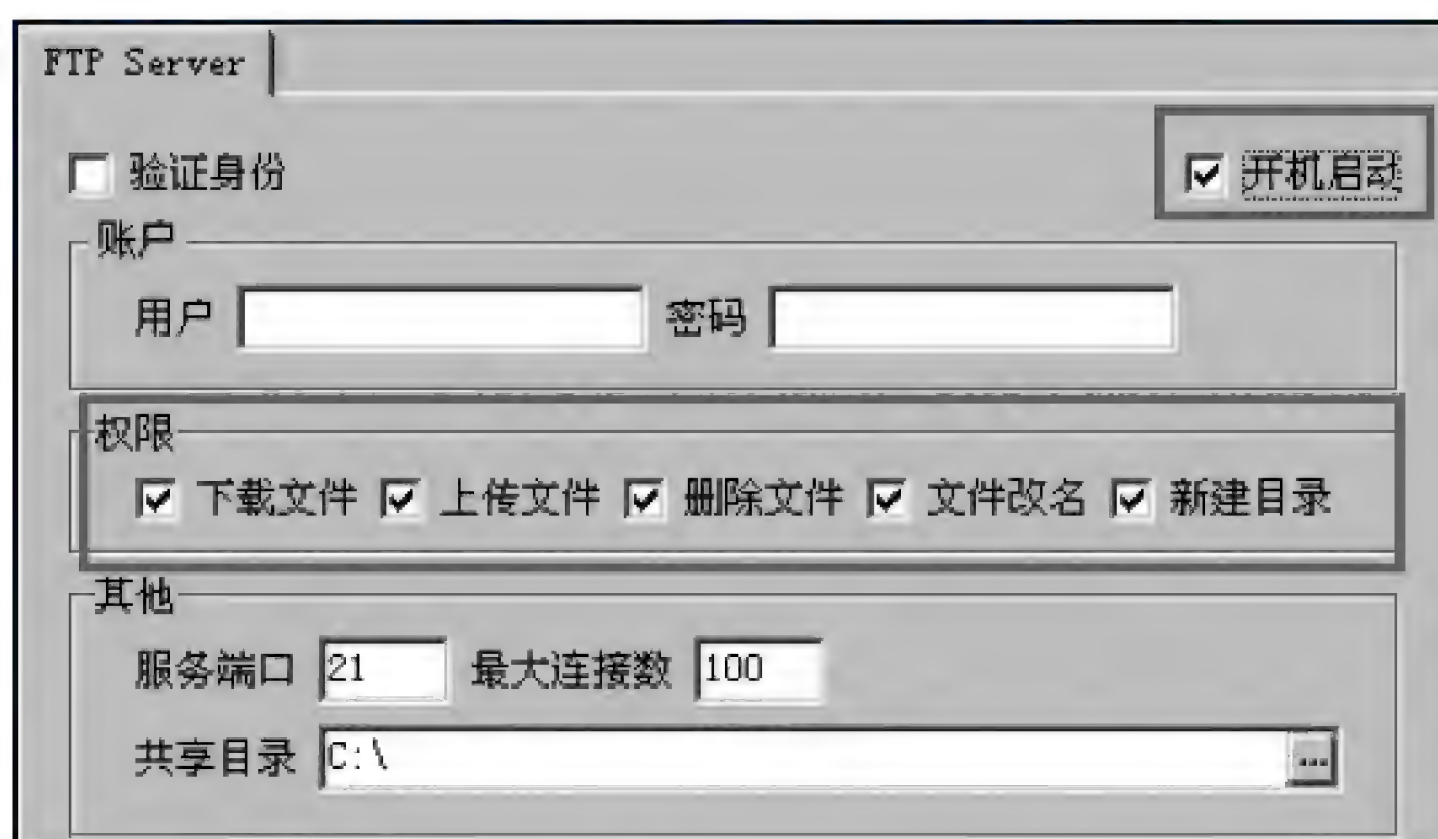 FTP Server
验证身份 开机启动
账户
用户 密码
权限
下载文件 上传文件 删除文件 文件改名 新建目录
其他
服务端口 21 最大连接数 100
共享目录 C:\ ...